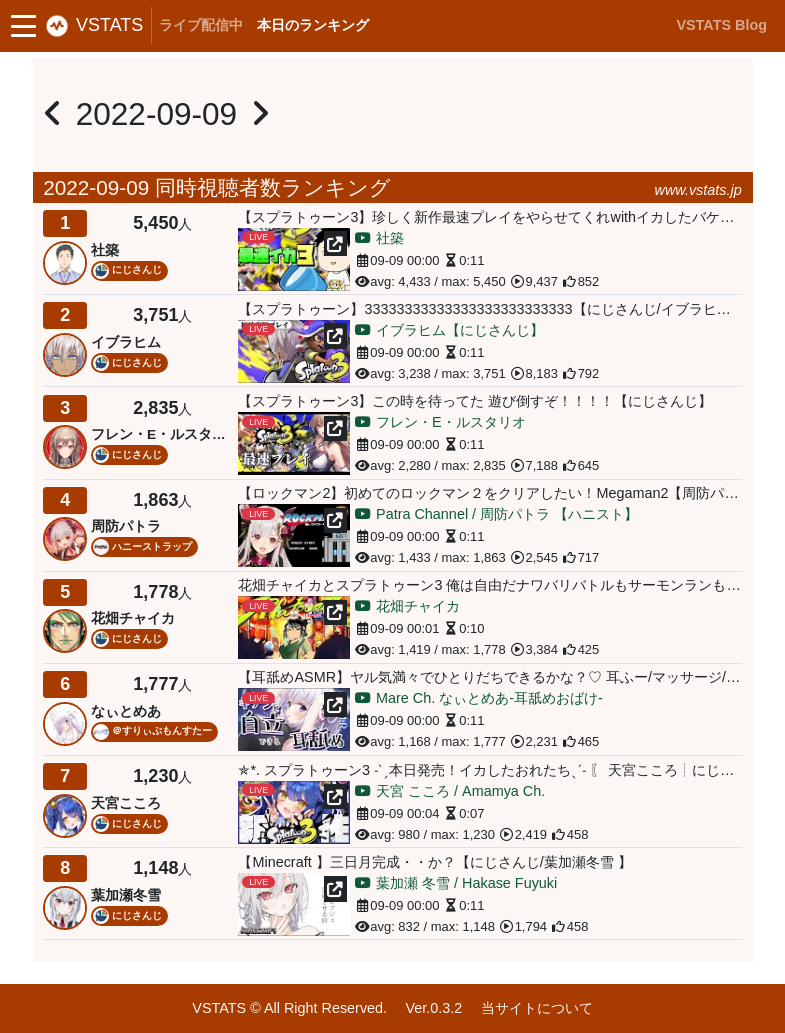 VSTATS ライブ配信中 本日のランキング VSTATS Blog
2022-09-09
2022-09-09 同時視聴者数ランキング www.vstats.jp
1 5,450人
社築
にじさんじ
【スプラトゥーン3】珍しく新作最速プレイをやらせてくれwithイカしたバケ…
LIVE
最速イカ3
社築
09-09 00:00 0:11
avg: 4,433 / max: 5,450 9,437 852
2 3,751人
イブラヒム
にじさんじ
【スプラトゥーン】33333333333333333333333333【にじさんじ/イブラヒ…
LIVE
Splatoon 3
イブラヒム【にじさんじ】
09-09 00:00 0:11
avg: 3,238 / max: 3,751 8,183 792
3 2,835人
フレン・E・ルスタ…
にじさんじ
【スプラトゥーン3】この時を待ってた 遊び倒すぞ！！！！【にじさんじ】
LIVE
Splatoon 3
最速プレイ
フレン・E・ルスタリオ
09-09 00:00 0:11
avg: 2,280 / max: 2,835 7,188 645
4 1,863人
周防パトラ
ハニーストラップ
【ロックマン2】初めてのロックマン２をクリアしたい！Megaman2【周防パ…
LIVE
Patra Channel / 周防パトラ 【ハニスト】
09-09 00:00 0:11
avg: 1,433 / max: 1,863 2,545 717
5 1,778人
花畑チャイカ
にじさんじ
花畑チャイカとスプラトゥーン3 俺は自由だナワバリバトルもサーモンランも…
LIVE
花畑チャイカ
09-09 00:01 0:10
avg: 1,419 / max: 1,778 3,384 425
6 1,777人
なぃとめあ
@すりぃぷもんすたー
【耳舐めASMR】ヤル気満々でひとりだちできるかな？♡ 耳ふー/マッサージ/…
LIVE
自立
できる
耳舐め
Mare Ch. なぃとめあ-耳舐めおばけ-
09-09 00:00 0:11
avg: 1,168 / max: 1,777 2,231 465
7 1,230人
天宮こころ
にじさんじ
✯*. スプラトゥーン3 -`ˏ本日発売！イカしたおれたちˎ´- 〖 天宮こころ┊にじ…
LIVE
Splatoon 3
天宮 こころ / Amamya Ch.
09-09 00:04 0:07
avg: 980 / max: 1,230 2,419 458
8 1,148人
葉加瀬冬雪
にじさんじ
【Minecraft 】三日月完成・・か？【にじさんじ/葉加瀬冬雪 】
LIVE
MINECRAFT
葉加瀬 冬雪 / Hakase Fuyuki
09-09 00:00 0:11
avg: 832 / max: 1,148 1,794 458
VSTATS © All Right Reserved. Ver.0.3.2 当サイトについて